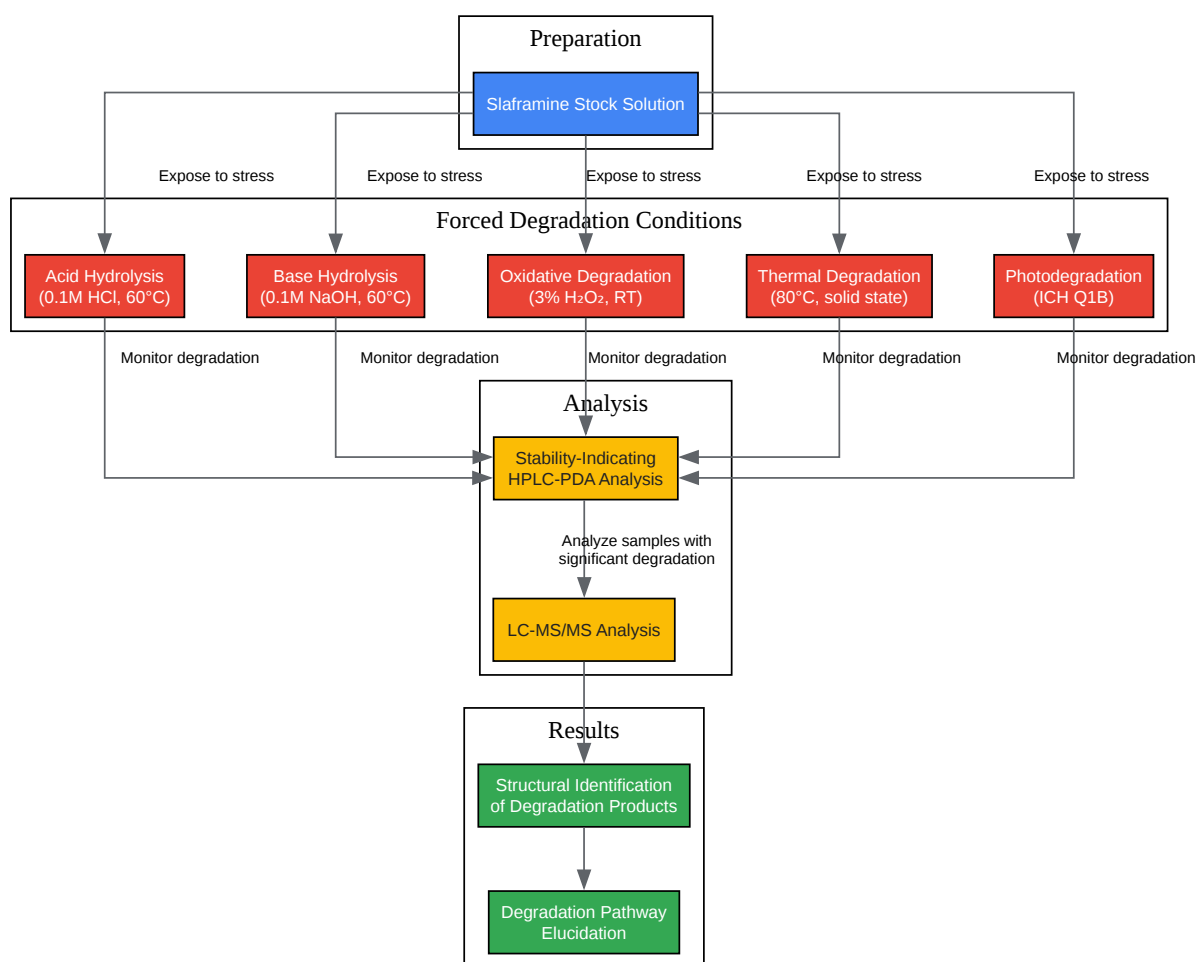 Preparation
Slaframine Stock Solution
Expose to stress
Expose to stress
Expose to stress
Expose to stress
Expose to stress
Forced Degradation Conditions
Acid Hydrolysis
(0.1M HCl, 60°C)
Base Hydrolysis
(0.1M NaOH, 60°C)
Oxidative Degradation
(3% H₂O₂, RT)
Thermal Degradation
(80°C, solid state)
Photodegradation
(ICH Q1B)
Monitor degradation
Monitor degradation
Monitor degradation
Monitor degradation
Monitor degradation
Analysis
Stability-Indicating
HPLC-PDA Analysis
Analyze samples with
significant degradation
LC-MS/MS Analysis
Results
Structural Identification
of Degradation Products
Degradation Pathway
Elucidation